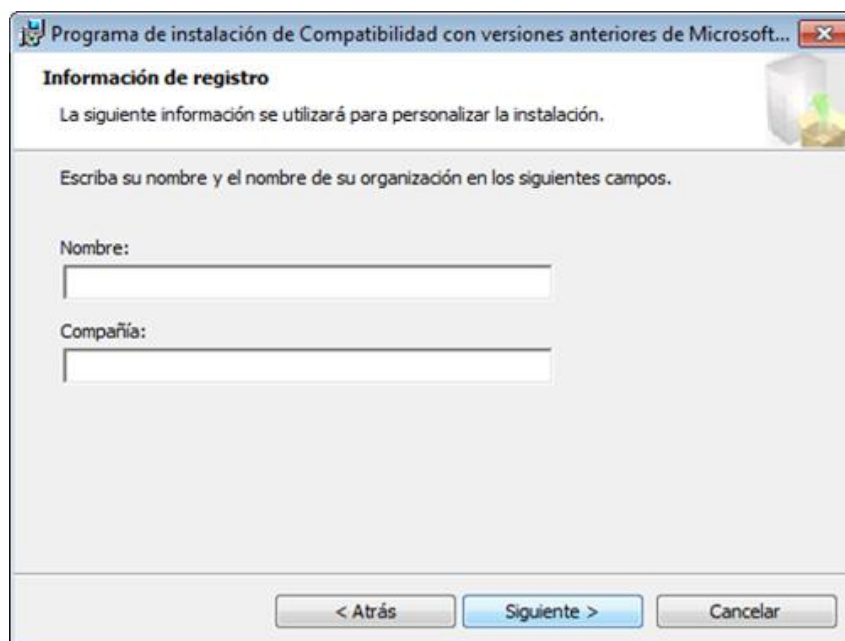 Programa de instalación de Compatibilidad con versiones anteriores de Microsoft...
Información de registro
La siguiente información se utilizará para personalizar la instalación.
Escriba su nombre y el nombre de su organización en los siguientes campos.
Nombre:
Compañía:
< Atrás
Siguiente >
Cancelar